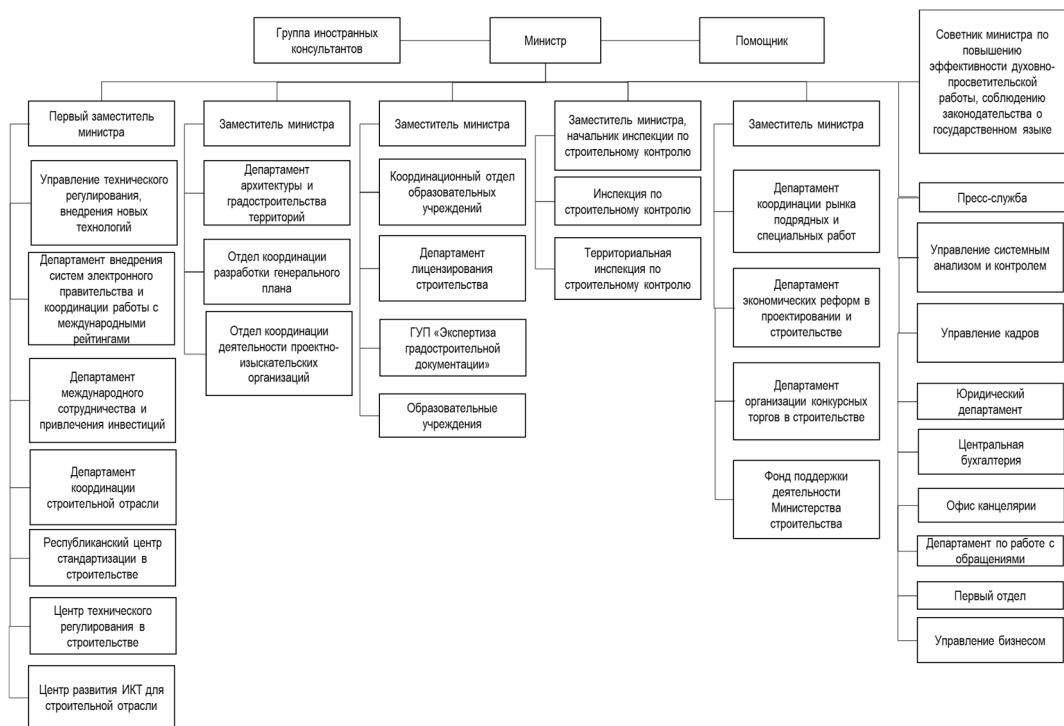 Группа иностранных
консультантов
Министр
Помощник
Советник министра по
повышению
эффективности духовно-
просветительской
работы, соблюдению
законодательства о
государственном языке
Первый заместитель
министра
Управление технического
регулирования,
внедрения новых
технологий
Департамент внедрения
систем электронного
правительства и
координации работы с
международными
рейтингами
Департамент
международного
сотрудничества и
привлечения инвестиций
Департамент
координации
строительной отрасли
Республиканский центр
стандартизации в
строительстве
Центр технического
регулирования в
строительстве
Центр развития ИКТ для
строительной отрасли
Заместитель министра
Департамент
архитектуры и
градостроительства
территорий
Отдел координации
разработки генерального
плана
Отдел координации
деятельности проектно-
изыскательских
организаций
Заместитель министра
Координационный отдел
образовательных
учреждений
Департамент
лицензирования
строительства
ГУП «Экспертиза
градостроительной
документации»
Образовательные
учреждения
Заместитель министра,
начальник инспекции по
строительному контролю
Инспекция по
строительному контролю
Территориальная
инспекция по
строительному контролю
Заместитель министра
Департамент
координации рынка
подрядных и
специальных работ
Департамент
экономических реформ в
проектировании и
строительстве
Департамент
организации конкурсных
торгов в строительстве
Фонд поддержки
деятельности
Министерства
строительства
Пресс-служба
Управление системным
анализом и контролем
Управление кадров
Юридический
департамент
Центральная
бухгалтерия
Офис канцелярии
Департамент по работе с
обращениями
Первый отдел
Управление бизнесом